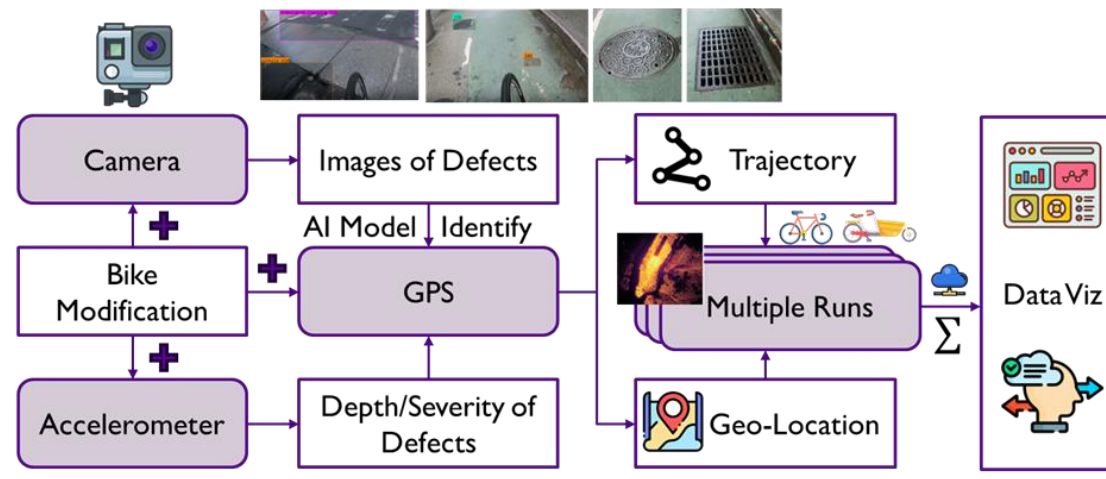 Camera
Images of Defects
Trajectory
AI Model Identify
Bike
Modification
GPS
Multiple Runs
Σ
Data Viz
Accelerometer
Depth/Severity of
Defects
Geo-Location